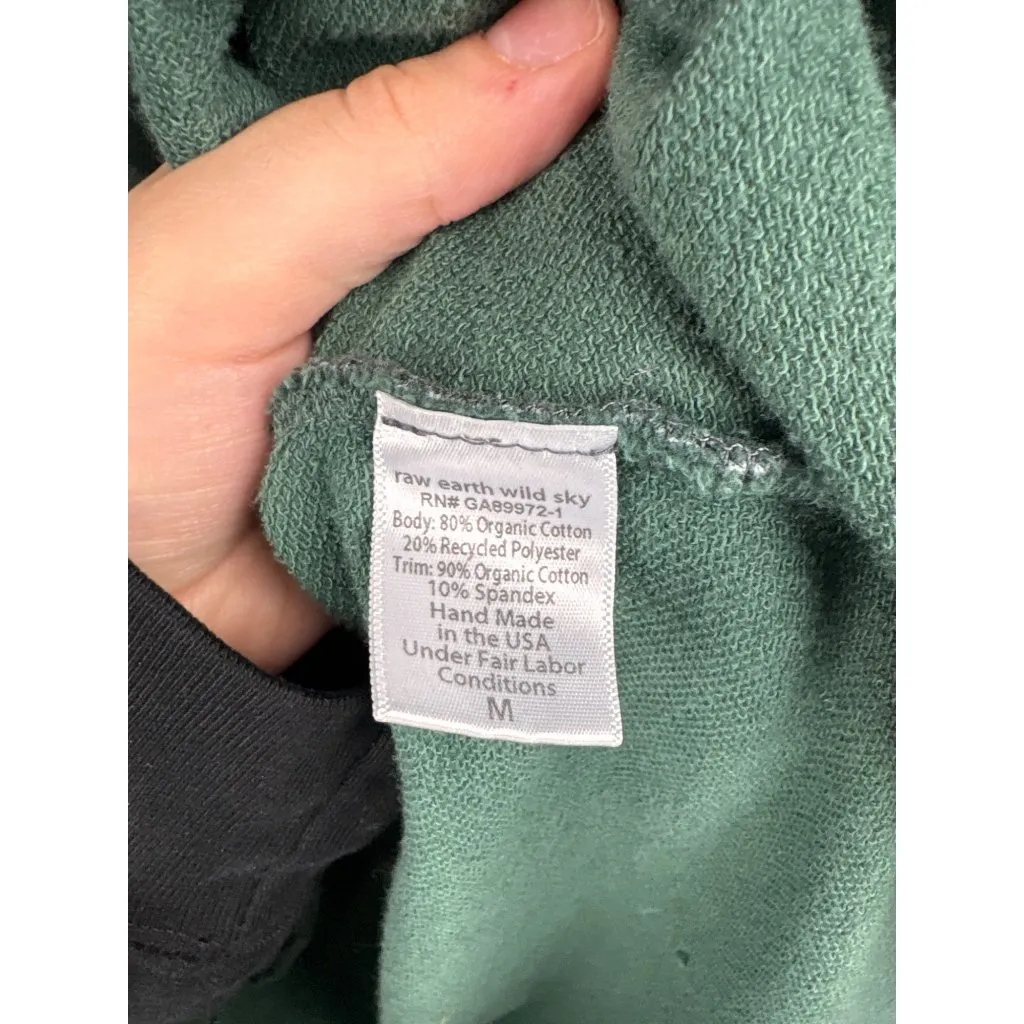 raw earth wild sky
RN# GA89972-1
Body: 80% Organic Cotton
20% Recycled Polyester
Trim: 90% Organic Cotton
10% Spandex
Hand Made
in the USA
Under Fair Labor
Conditions
M